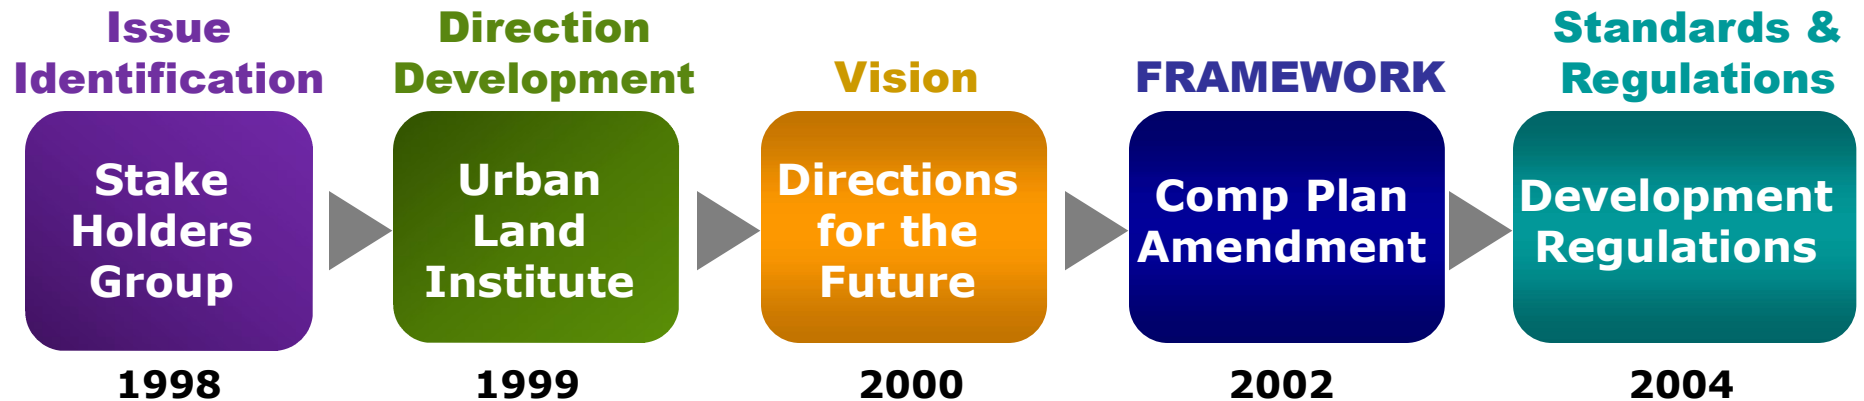 Issue
Identification
Stake
Holders
Group
1998
Direction
Development
Urban
Land
Institute
1999
Vision
Directions
for the
Future
2000
FRAMEWORK
Comp Plan
Amendment
2002
Standards &
Regulations
Development
Regulations
2004